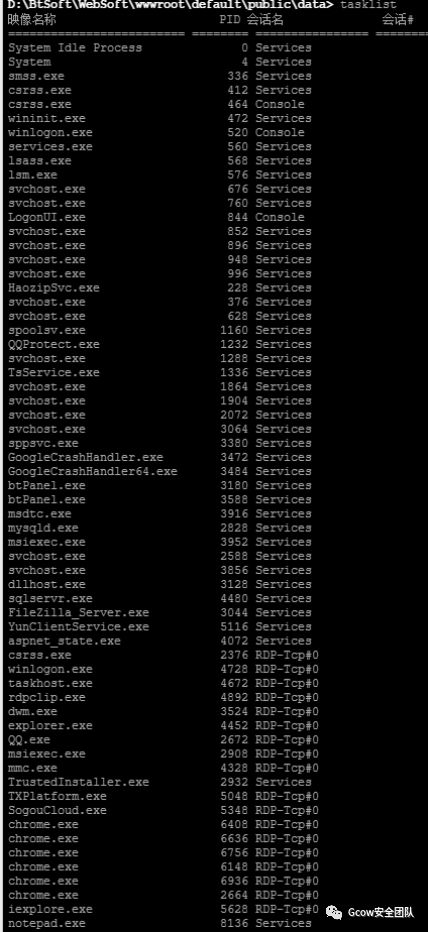 D:\BtSoft\WebSoft\wwwroot\default\public\data> tasklist
映像名称 PID 会话名 会话#
========================= ======== ================ ========
System Idle Process 0 Services
System 4 Services
smss.exe 336 Services
csrss.exe 412 Services
csrss.exe 464 Console
wininit.exe 472 Services
winlogon.exe 520 Console
services.exe 560 Services
lsass.exe 568 Services
lsm.exe 576 Services
svchost.exe 676 Services
svchost.exe 760 Services
LogonUI.exe 844 Console
svchost.exe 852 Services
svchost.exe 896 Services
svchost.exe 948 Services
svchost.exe 996 Services
HaozipSvc.exe 228 Services
svchost.exe 376 Services
svchost.exe 628 Services
spoolsv.exe 1160 Services
QQProtect.exe 1232 Services
svchost.exe 1288 Services
TsService.exe 1336 Services
svchost.exe 1864 Services
svchost.exe 1904 Services
svchost.exe 2072 Services
svchost.exe 3064 Services
sppsvc.exe 3380 Services
GoogleCrashHandler.exe 3472 Services
GoogleCrashHandler64.exe 3484 Services
btPanel.exe 3180 Services
btPanel.exe 3588 Services
msdtc.exe 3916 Services
mysqld.exe 2828 Services
msiexec.exe 3952 Services
svchost.exe 2588 Services
svchost.exe 3856 Services
dllhost.exe 3128 Services
sqlservr.exe 4480 Services
FileZilla_Server.exe 3044 Services
YunClientService.exe 5116 Services
aspnet_state.exe 4072 Services
csrss.exe 2376 RDP-Tcp#0
winlogon.exe 4728 RDP-Tcp#0
taskhost.exe 4672 RDP-Tcp#0
rdpclip.exe 4892 RDP-Tcp#0
dwm.exe 3524 RDP-Tcp#0
explorer.exe 4452 RDP-Tcp#0
QQ.exe 2672 RDP-Tcp#0
msiexec.exe 2908 RDP-Tcp#0
mmc.exe 4328 RDP-Tcp#0
TrustedInstaller.exe 2932 Services
TXPlatform.exe 5048 RDP-Tcp#0
SogouCloud.exe 5348 RDP-Tcp#0
chrome.exe 6408 RDP-Tcp#0
chrome.exe 6636 RDP-Tcp#0
chrome.exe 6756 RDP-Tcp#0
chrome.exe 6148 RDP-Tcp#0
chrome.exe 6936 RDP-Tcp#0
chrome.exe 2664 RDP-Tcp#0
iexplore.exe 5628 RDP-Tcp#0
notepad.exe 8136 Services
Gcow安全团队